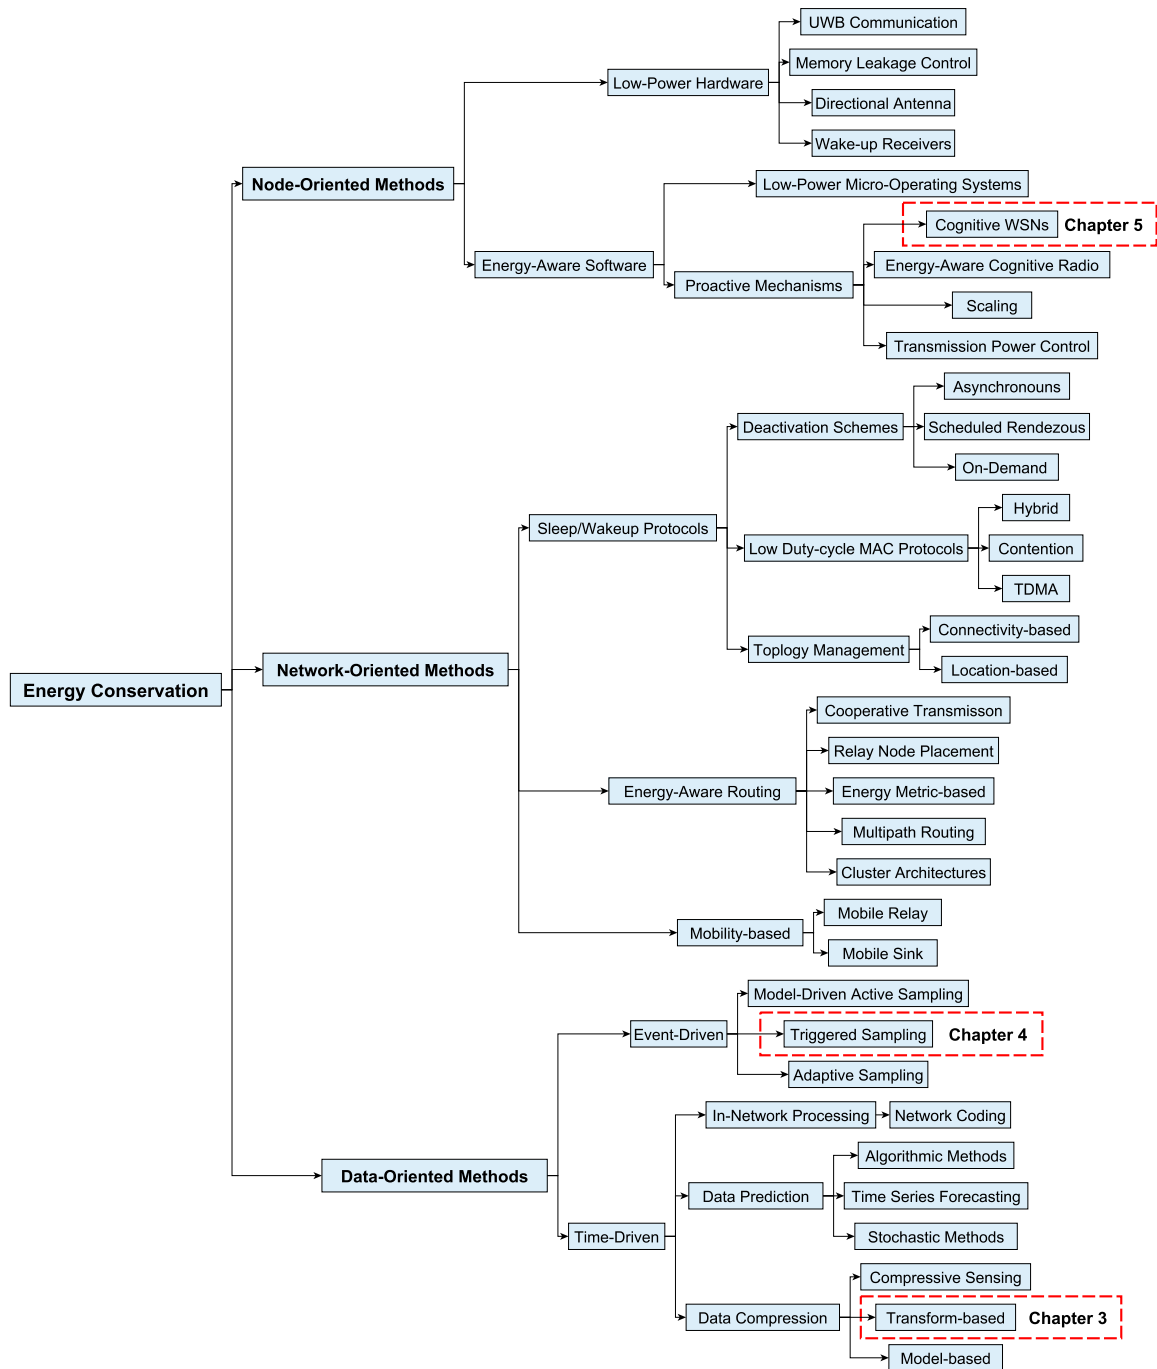 UWB Communication
Memory Leakage Control
Low-Power Hardware
Directional Antenna
Wake-up Receivers
Node-Oriented Methods
Low-Power Micro-Operating Systems
Cognitive WSNs Chapter 5
Energy-Aware Software
Energy-Aware Cognitive Radio
Proactive Mechanisms
Scaling
Transmission Power Control
Asynchronouns
Deactivation Schemes
Scheduled Rendezous
On-Demand
Hybrid
Sleep/Wakeup Protocols
Low Duty-cycle MAC Protocols
Contention
TDMA
Connectivity-based
Toplogy Management
Location-based
Network-Oriented Methods
Energy Conservation
Cooperative Transmisson
Relay Node Placement
Energy-Aware Routing
Energy Metric-based
Multipath Routing
Cluster Architectures
Mobile Relay
Mobility-based
Mobile Sink
Model-Driven Active Sampling
Event-Driven
Triggered Sampling Chapter 4
Adaptive Sampling
In-Network Processing
Network Coding
Data-Oriented Methods
Algorithmic Methods
Data Prediction
Time Series Forecasting
Time-Driven
Stochastic Methods
Compressive Sensing
Data Compression
Transform-based Chapter 3
Model-based